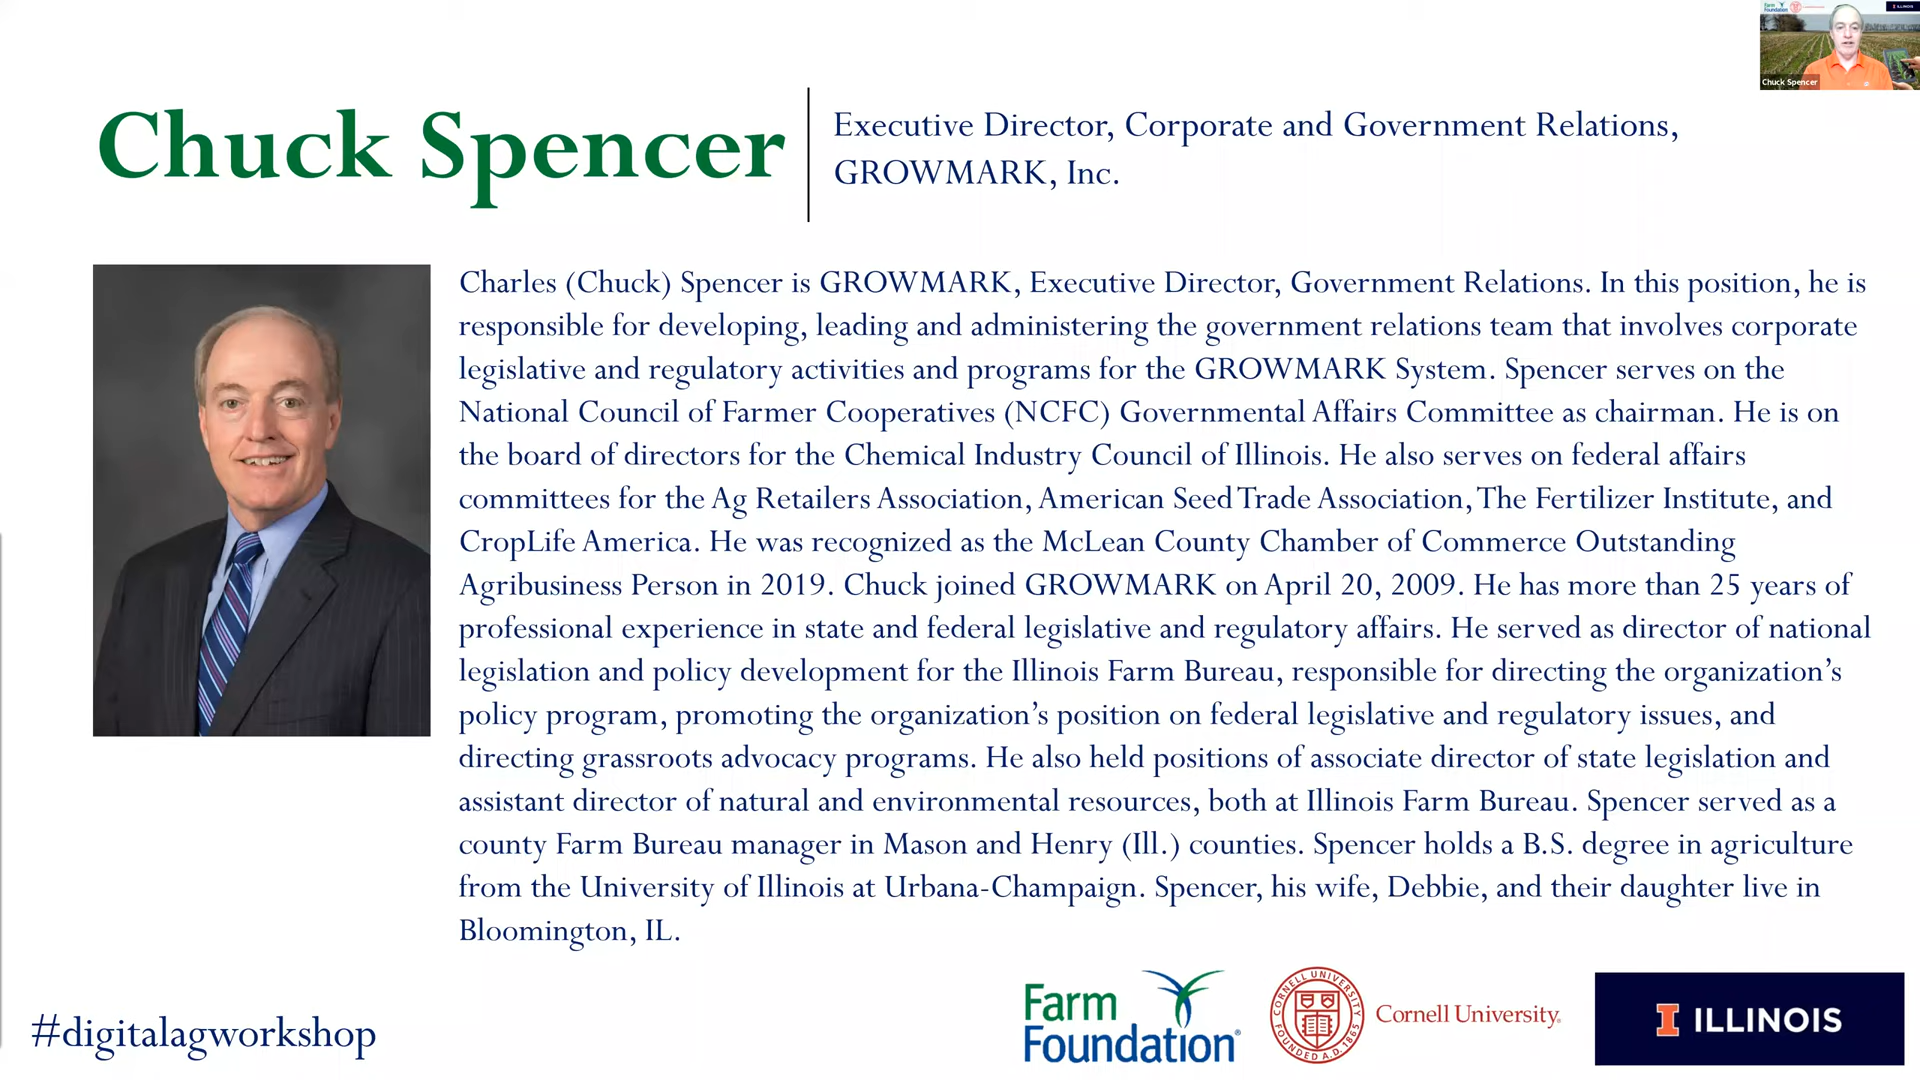 Farm
Foundation
ILLINOIS
Chuck Spencer
Chuck Spencer
Executive Director, Corporate and Government Relations,
GROWMARK, Inc.
Charles (Chuck) Spencer is GROWMARK, Executive Director, Government Relations. In this position, he is
responsible for developing, leading and administering the government relations team that involves corporate
legislative and regulatory activities and programs for the GROWMARK System. Spencer serves on the
National Council of Farmer Cooperatives (NCFC) Governmental Affairs Committee as chairman. He is on
the board of directors for the Chemical Industry Council of Illinois. He also serves on federal affairs
committees for the Ag Retailers Association, American Seed Trade Association, The Fertilizer Institute, and
CropLife America. He was recognized as the McLean County Chamber of Commerce Outstanding
Agribusiness Person in 2019. Chuck joined GROWMARK on April 20, 2009. He has more than 25 years of
professional experience in state and federal legislative and regulatory affairs. He served as director of national
legislation and policy development for the Illinois Farm Bureau, responsible for directing the organization’s
policy program, promoting the organization’s position on federal legislative and regulatory issues, and
directing grassroots advocacy programs. He also held positions of associate director of state legislation and
assistant director of natural and environmental resources, both at Illinois Farm Bureau. Spencer served as a
county Farm Bureau manager in Mason and Henry (Ill.) counties. Spencer holds a B.S. degree in agriculture
from the University of Illinois at Urbana-Champaign. Spencer, his wife, Debbie, and their daughter live in
Bloomington, IL.
#digitalagworkshop
Farm
Foundation®
CORNELL UNIVERSITY
FOUNDED A.D. 1865
Cornell University®
I ILLINOIS